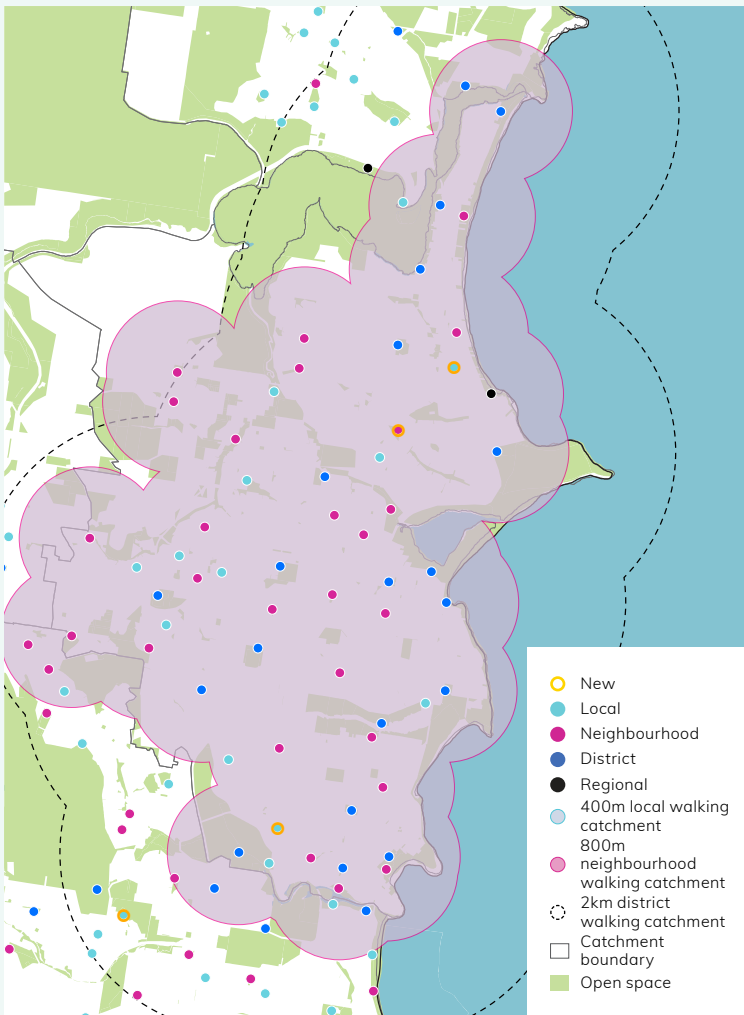 New
Local
Neighbourhood
District
Regional
400m local walking
catchment
800m
neighbourhood
walking catchment
2km district
walking catchment
Catchment
boundary
Open space